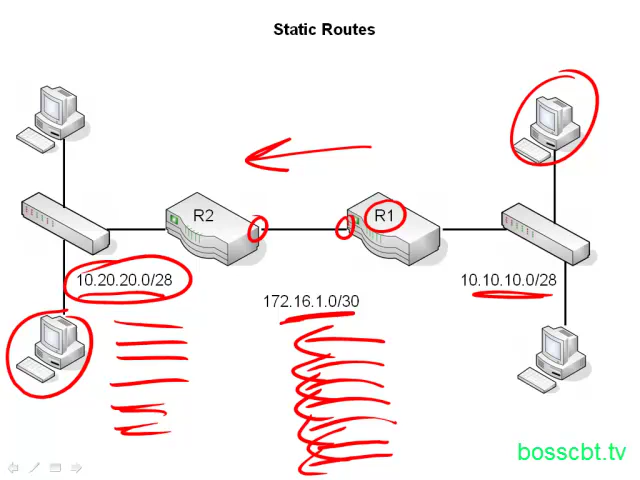 Static Routes
R2
R1
10.20.20.0/28
10.10.10.0/28
172.16.1.0/30
bosscbt.tv